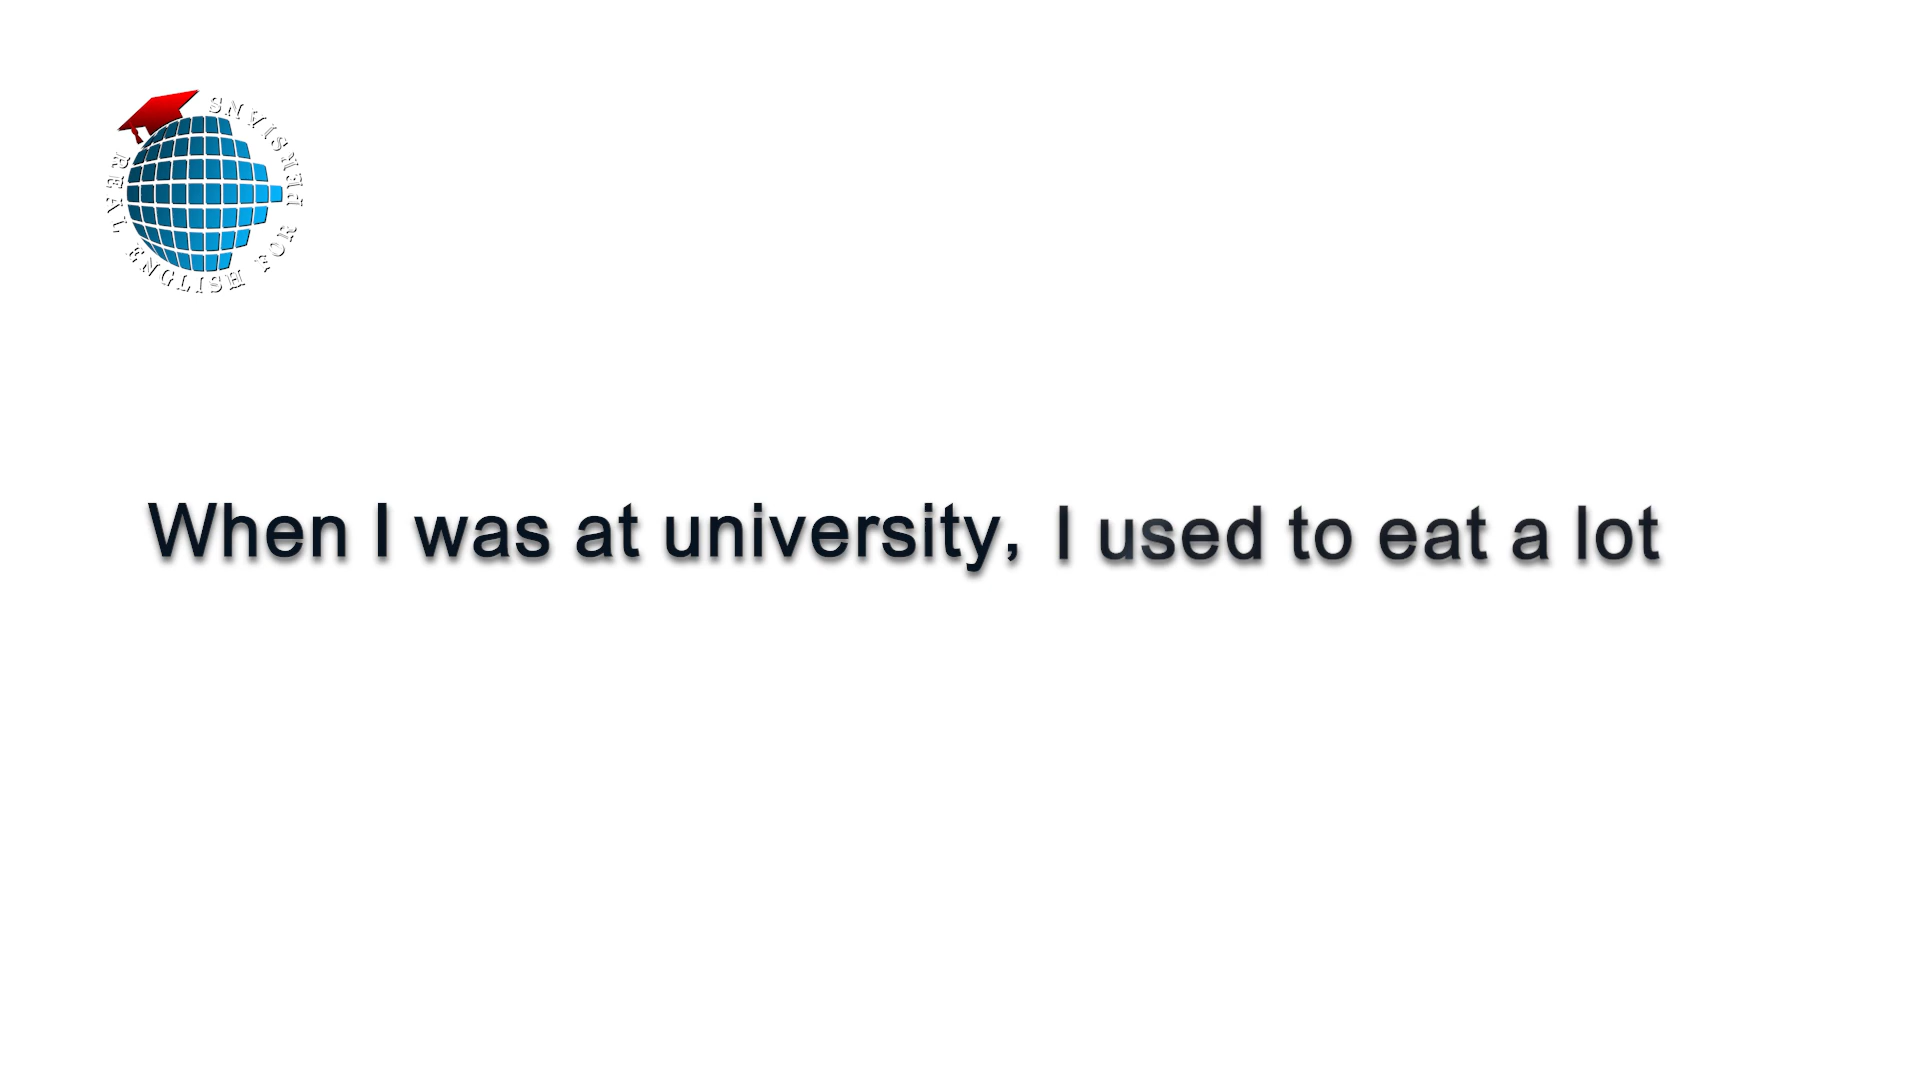 REAL ENGLISH FOR PERSIANS
When I was at university, I used to eat a lot